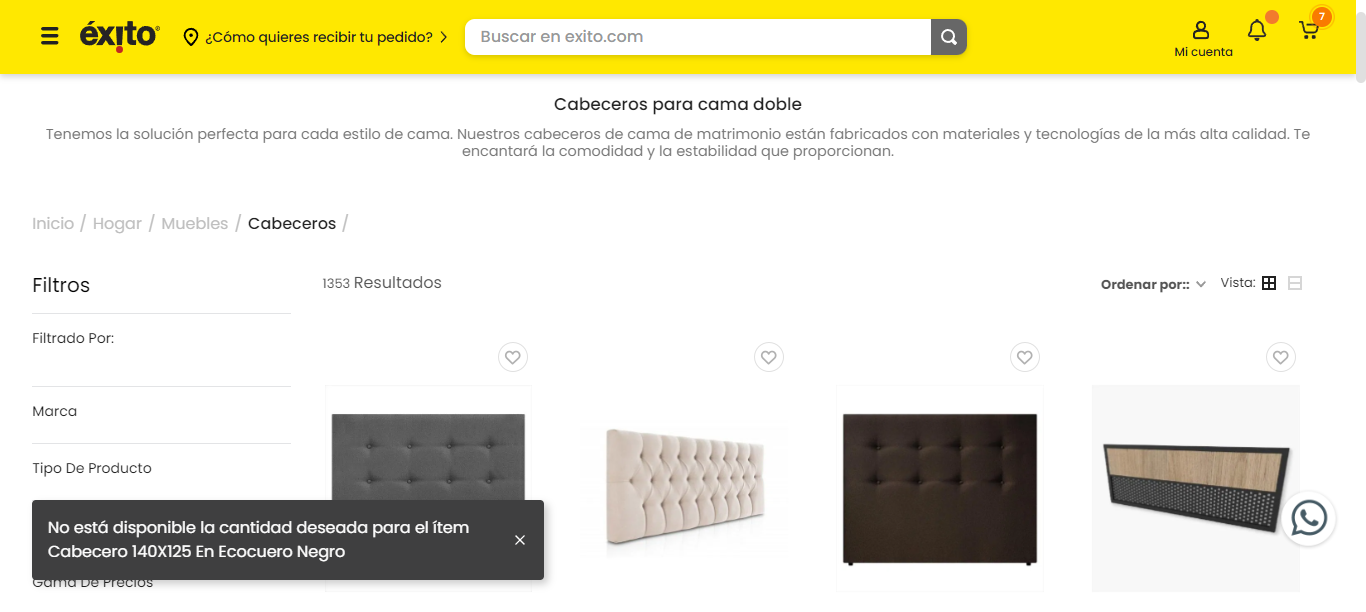 éxito®
¿Cómo quieres recibir tu pedido?
Buscar en exito.com
Mi cuenta
7
Cabeceros para cama doble
Tenemos la solución perfecta para cada estilo de cama. Nuestros cabeceros de cama de matrimonio están fabricados con materiales y tecnologías de la más alta calidad. Te
encantará la comodidad y la estabilidad que proporcionan.
Inicio / Hogar / Muebles / Cabeceros /
Filtros
1353 Resultados
Ordenar por::
Vista:
Filtrado Por:
Marca
Tipo De Producto
No está disponible la cantidad deseada para el ítem
Cabecero 140X125 En Ecocuero Negro
Gama De Precios